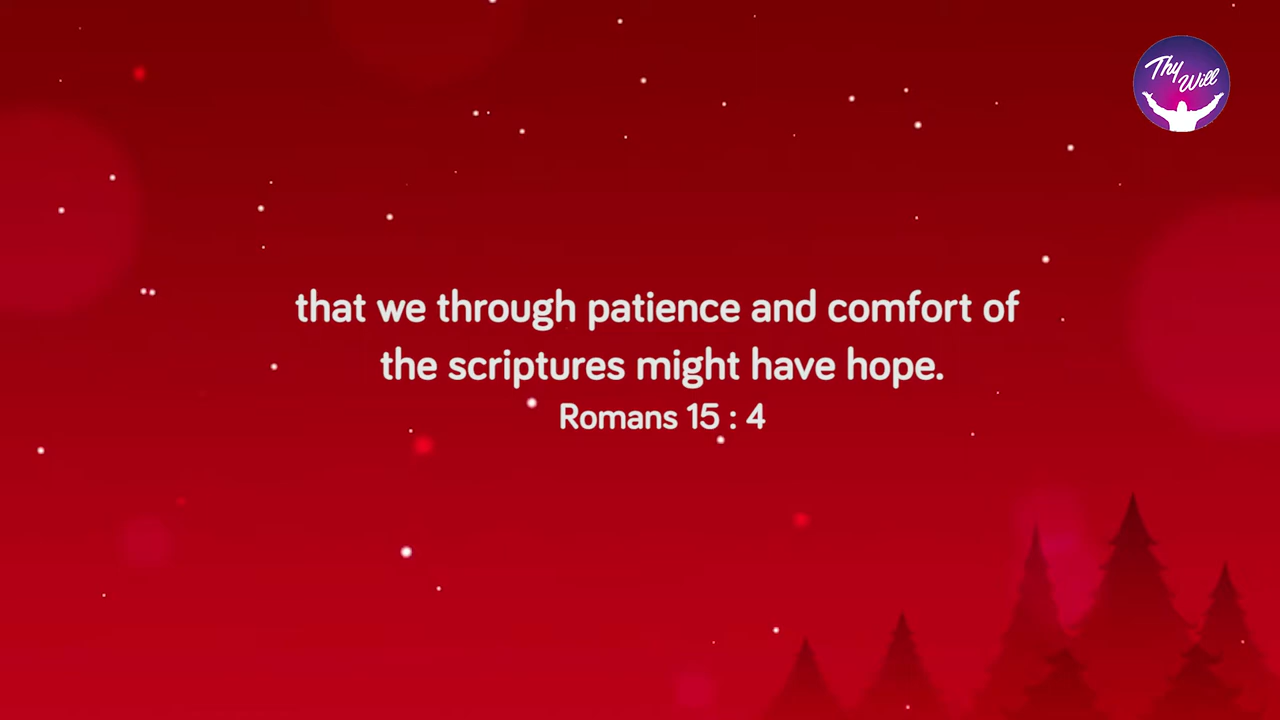 Thy
Will
that we through patience and comfort of
the scriptures might have hope.
Romans 15 : 4